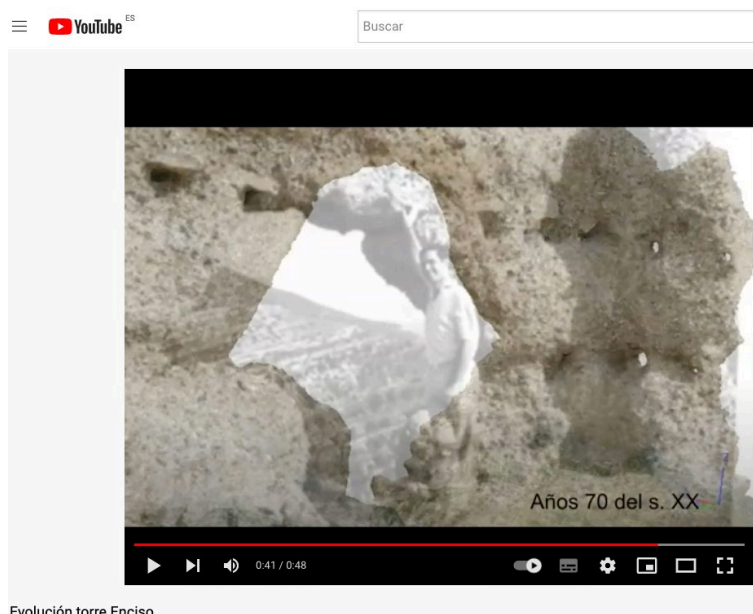 YouTube ES
Buscar
Años 70 del s. XX
0:41 / 0:48
Evolución torre Enciso